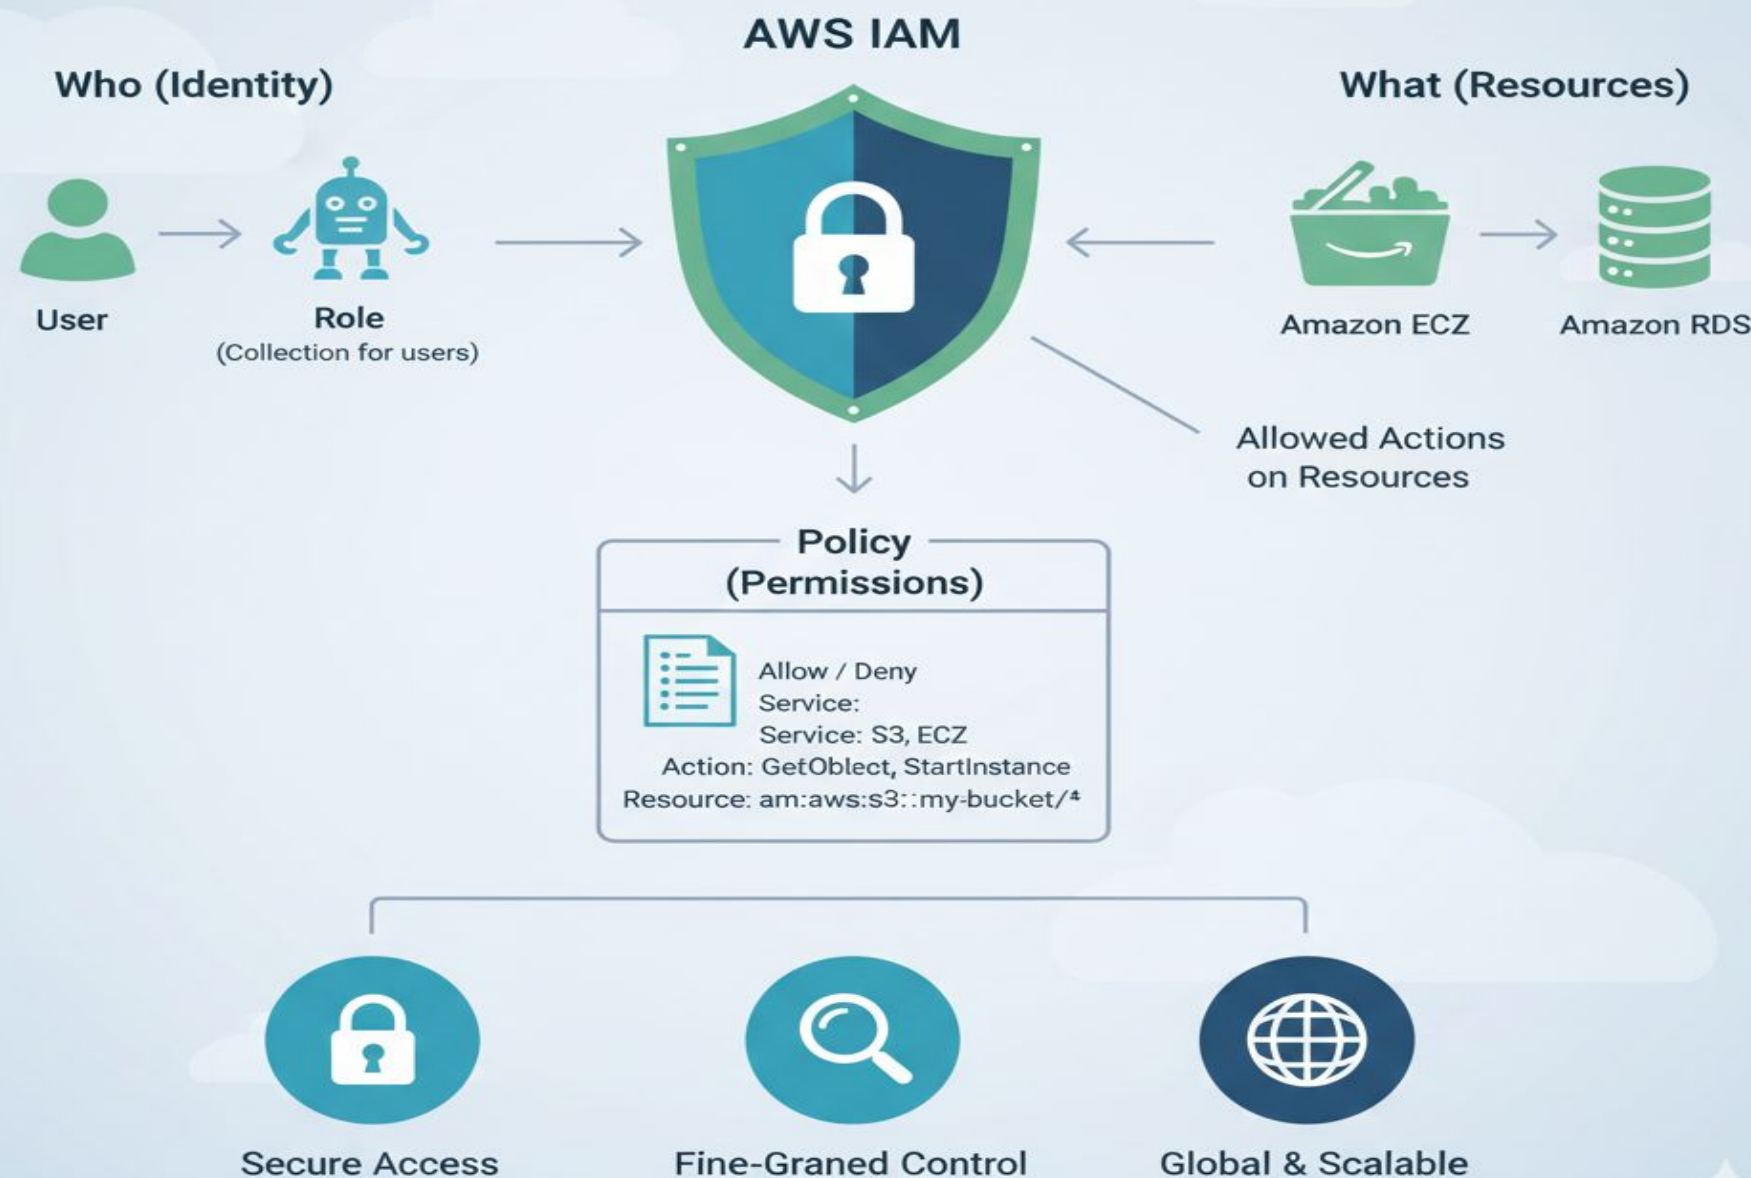 AWS IAM
Who (Identity)
What (Resources)
User
Role
(Collection for users)
Amazon ECZ
Amazon RDS
Allowed Actions
on Resources
Policy
(Permissions)
Allow / Deny
Service:
Service: S3, ECZ
Action: GetOblect, StartInstance
Resource: am:aws:s3::my-bucket/⁴
Secure Access
Fine-Graned Control
Global & Scalable